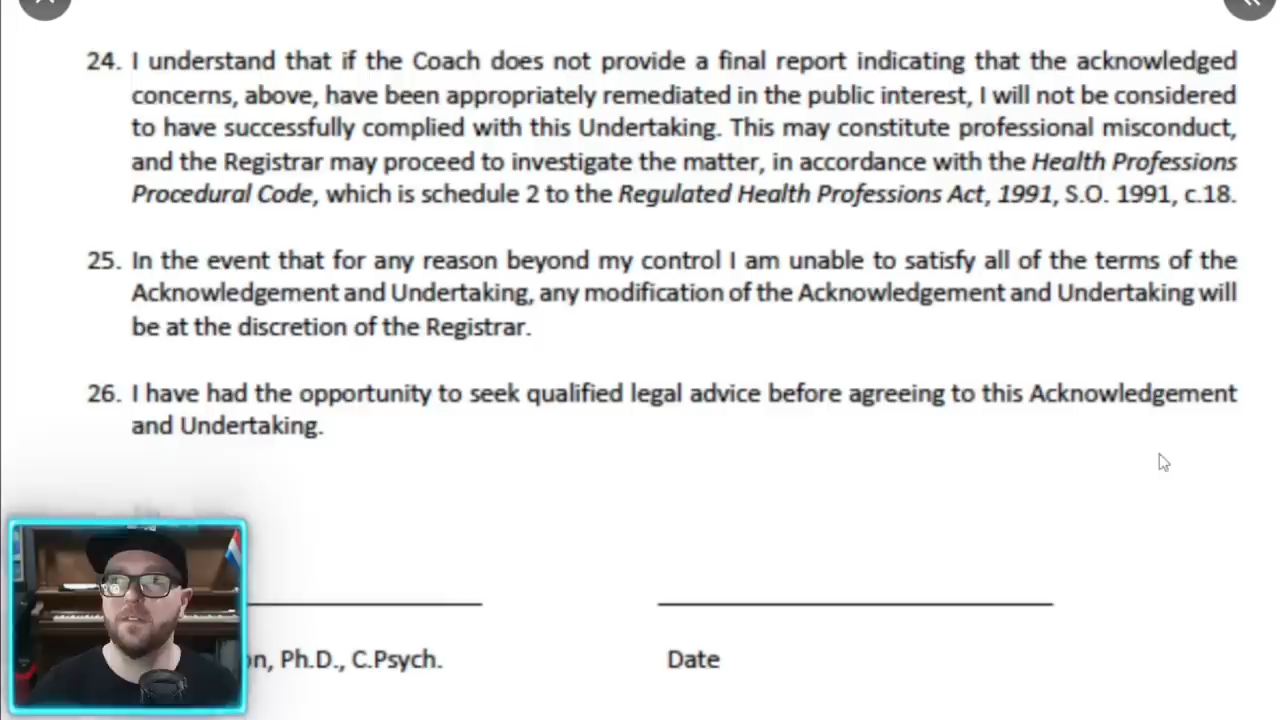 24. I understand that if the Coach does not provide a final report indicating that the acknowledged
concerns, above, have been appropriately remediated in the public interest, I will not be considered
to have successfully complied with this Undertaking. This may constitute professional misconduct,
and the Registrar may proceed to investigate the matter, in accordance with the Health Professions
Procedural Code, which is schedule 2 to the Regulated Health Professions Act, 1991, S.O. 1991, c.18.
25. In the event that for any reason beyond my control I am unable to satisfy all of the terms of the
Acknowledgement and Undertaking, any modification of the Acknowledgement and Undertaking will
be at the discretion of the Registrar.
26. I have had the opportunity to seek qualified legal advice before agreeing to this Acknowledgement
and Undertaking.
on, Ph.D., C.Psych.
Date